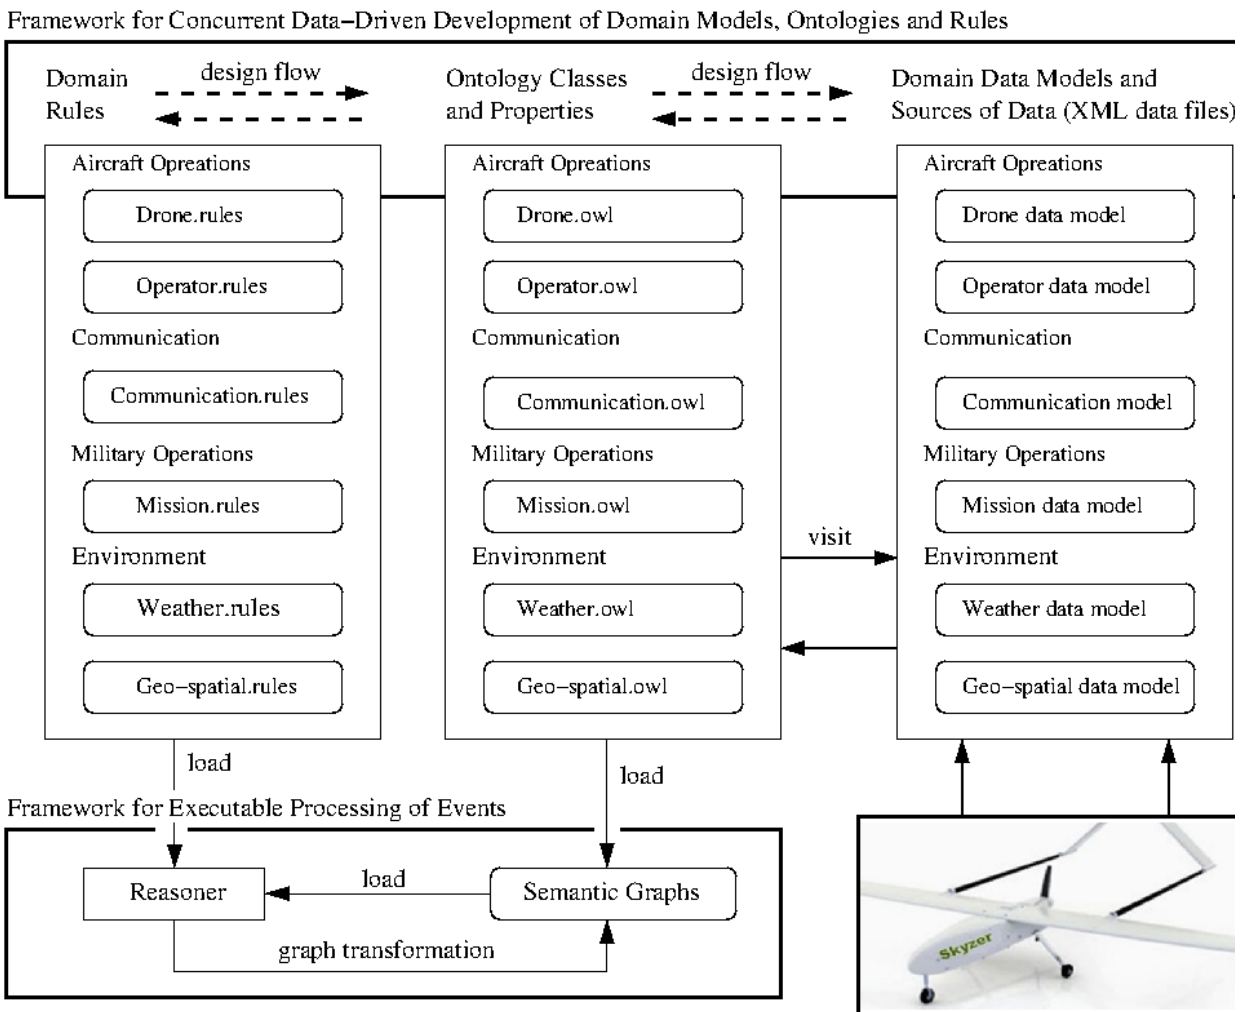 Framework for Concurrent Data-Driven Development of Domain Models, Ontologies and Rules
Domain
Rules
design flow
Ontology Classes
and Properties
design flow
Domain Data Models and
Sources of Data (XML data files)
Aircraft Opreations
Drone.rules
Operator.rules
Communication
Communication.rules
Military Operations
Mission.rules
Environment
Weather.rules
Geo-spatial.rules
Aircraft Opreations
Drone.owl
Operator.owl
Communication
Communication.owl
Military Operations
Mission.owl
Environment
Weather.owl
Geo-spatial.owl
visit
Aircraft Opreations
Drone data model
Operator data model
Communication
Communication model
Military Operations
Mission data model
Environment
Weather data model
Geo-spatial data model
load
load
Framework for Executable Processing of Events
Reasoner
load
Semantic Graphs
graph transformation
Skyzer